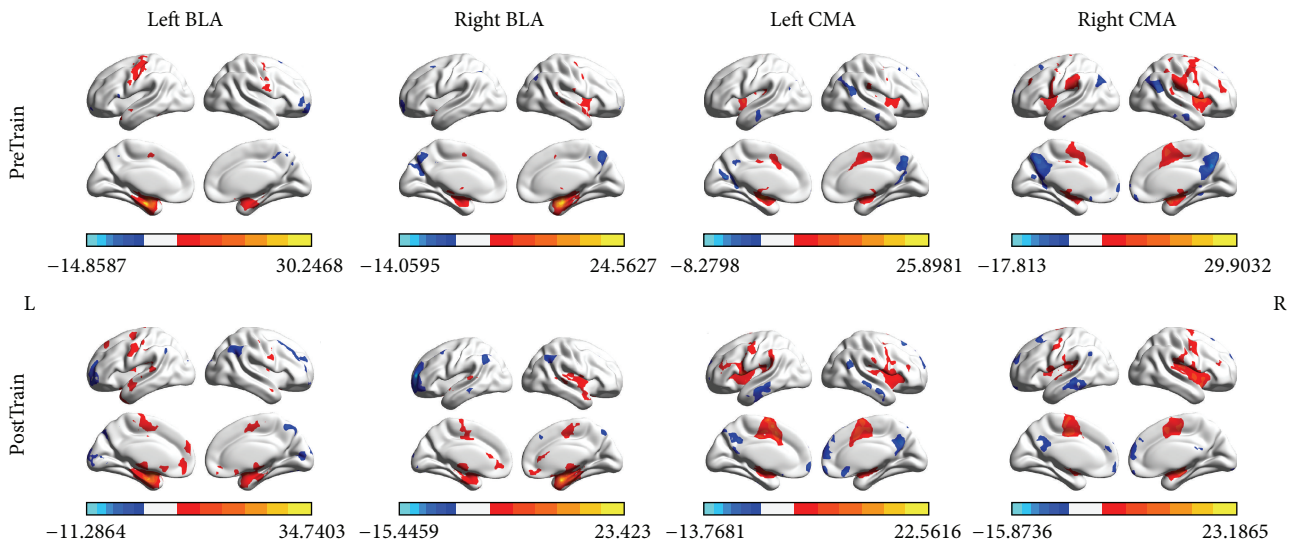 Left BLA Right BLA Left CMA Right CMA
PreTrain
−14.8587 30.2468 −14.0595 24.5627 −8.2798 25.8981 −17.813 29.9032
L R
PostTrain
−11.2864 34.7403 −15.4459 23.423 −13.7681 22.5616 −15.8736 23.1865